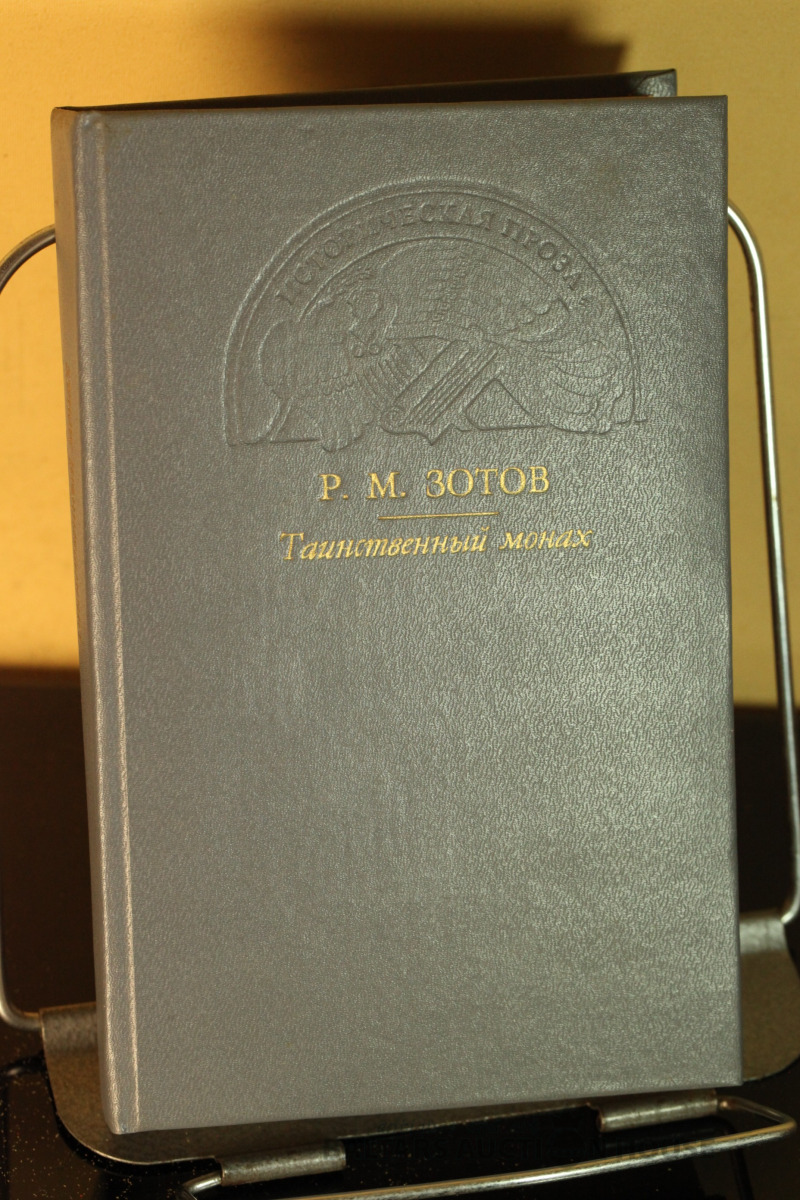 ИСТОРИЧЕСКАЯ ПРОЗА
Р. М. ЗОТОВ
Таинственный монах